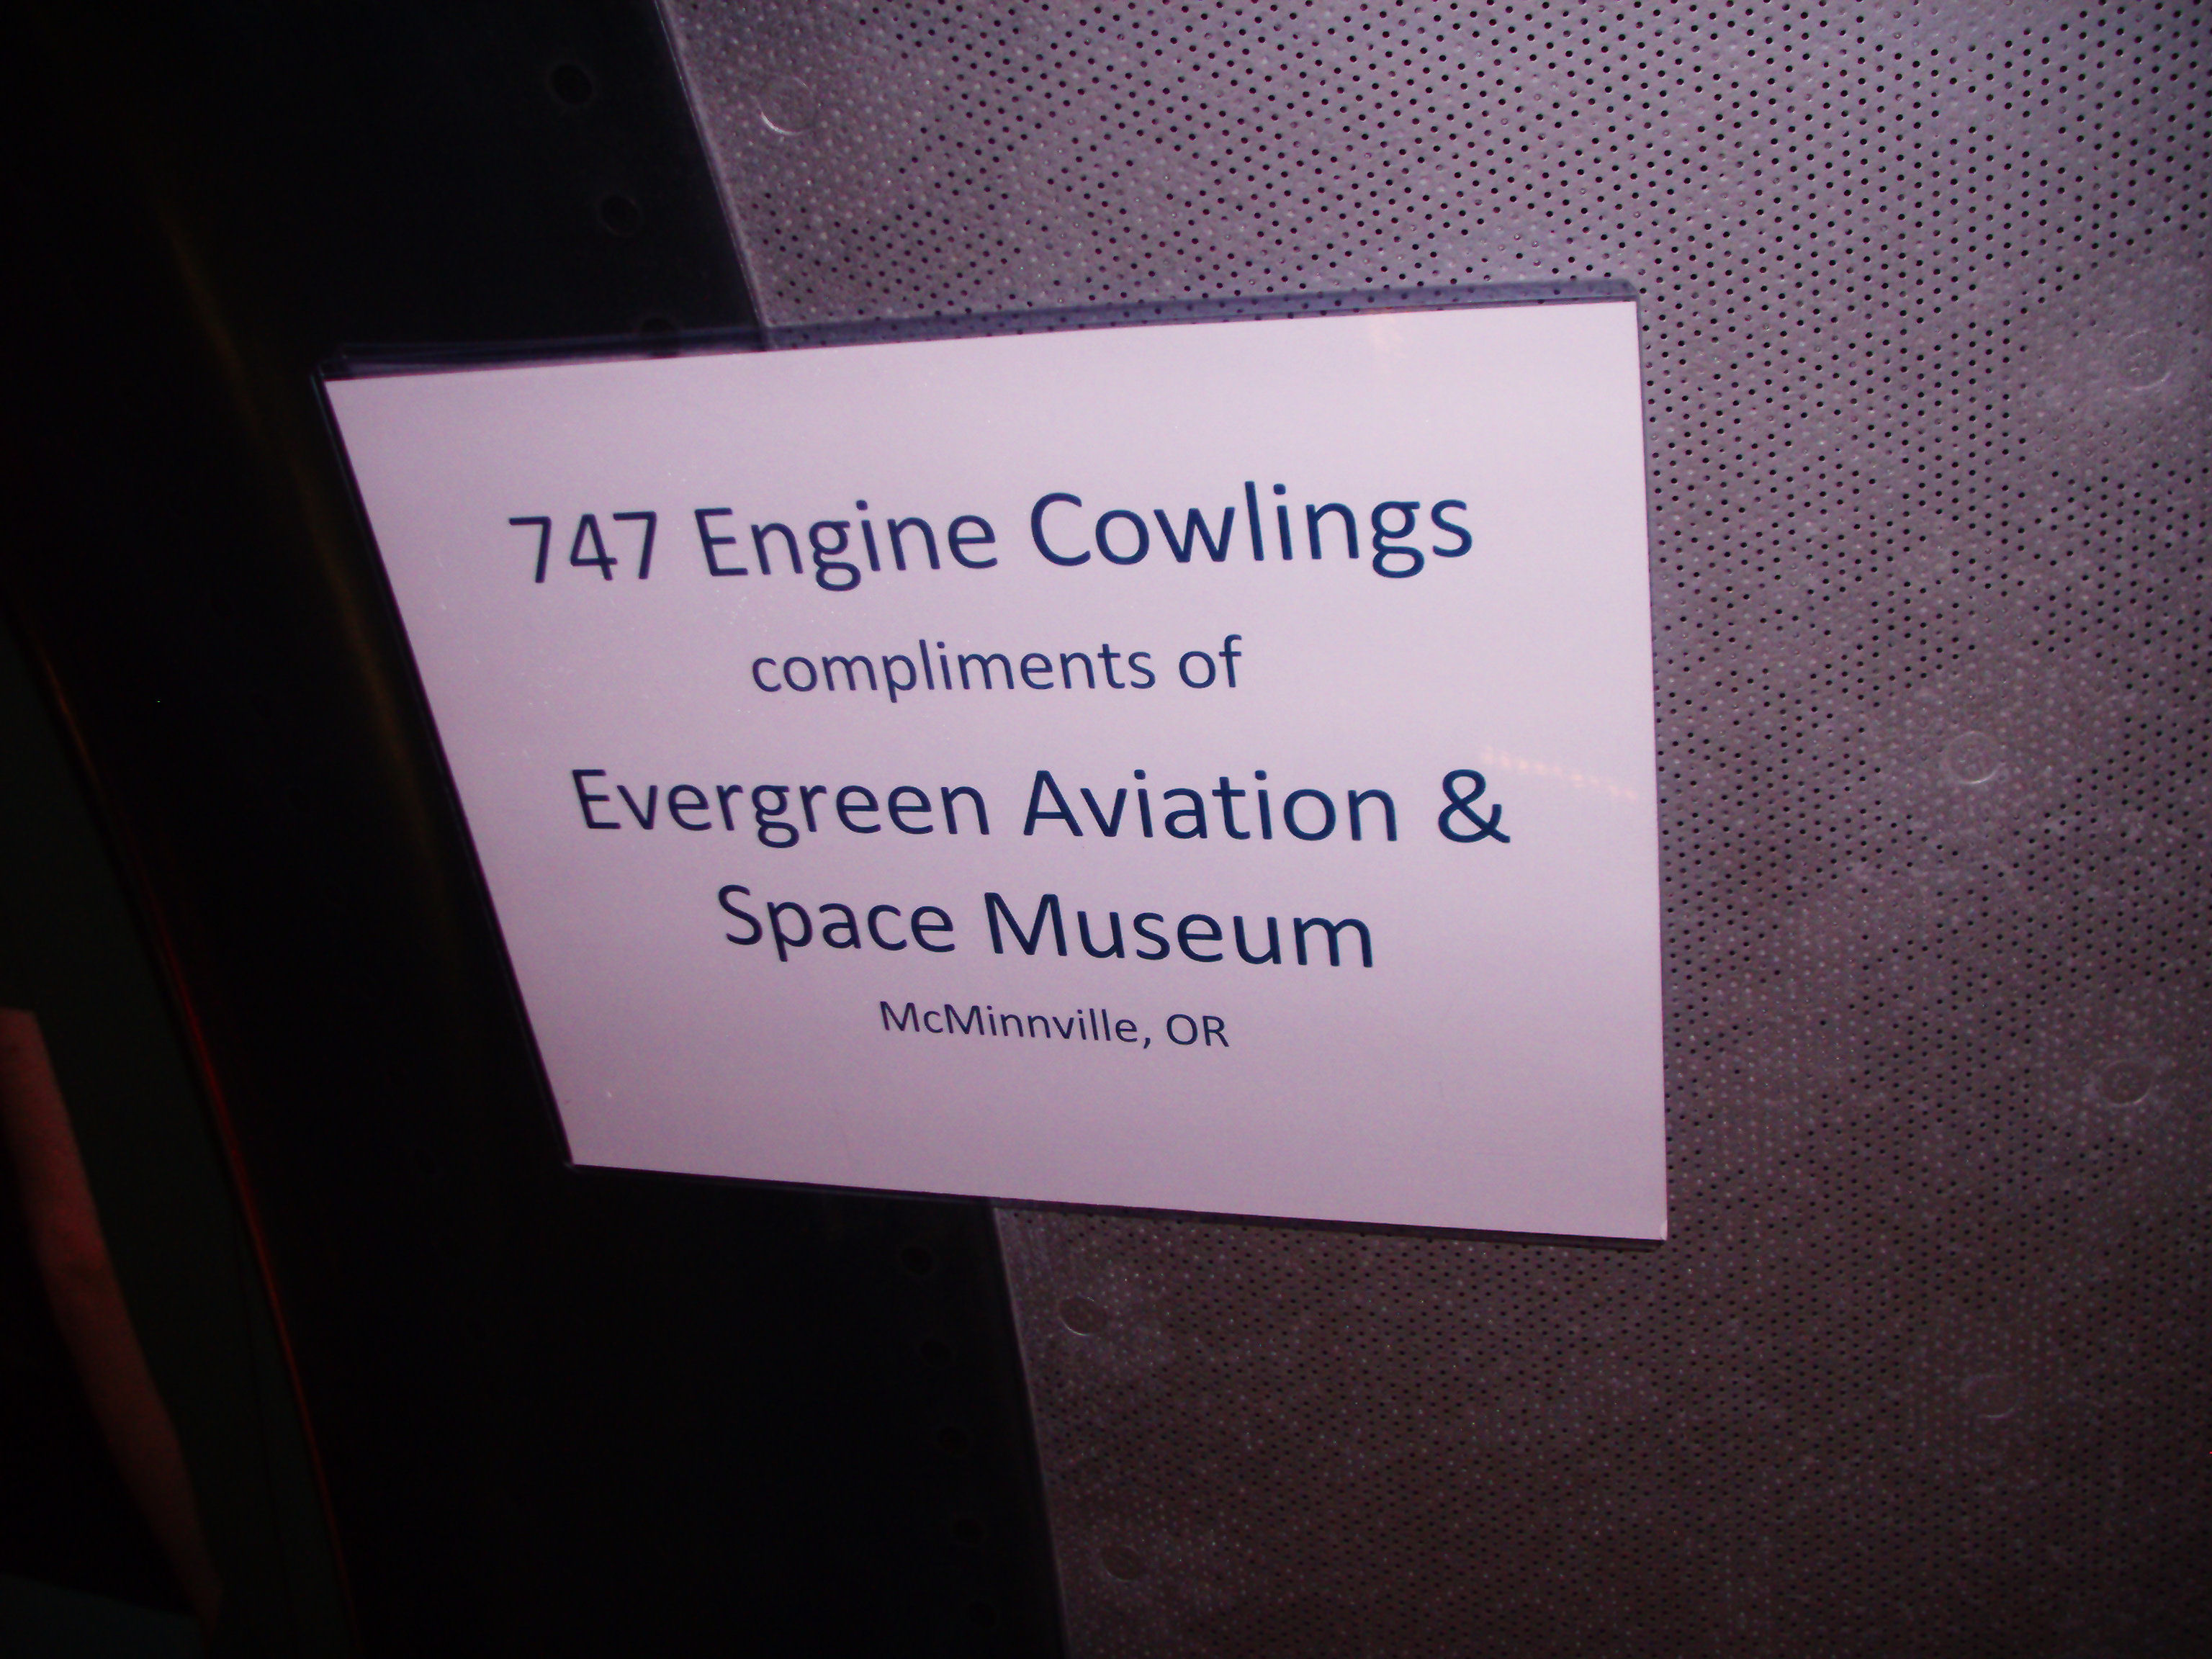 747 Engine Cowlings
compliments of
Evergreen Aviation &
Space Museum
McMinnville, OR